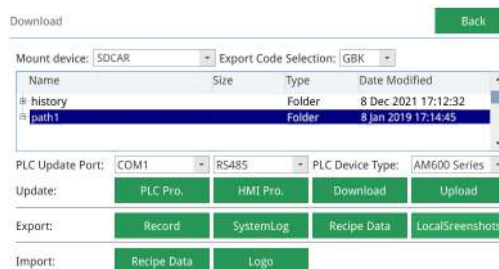 Download
Back
Mount device: SDCAR Export Code Selection: GBK
Name Size Type Date Modified
history Folder 8 Dec 2021 17:12:32
path1 Folder 8 Jan 2019 17:14:45
PLC Update Port: COM1 RS485 PLC Device Type: AM600 Series
Update: PLC Pro. HMI Pro. Download Upload
Export: Record SystemLog Recipe Data LocalSreenshots
Import: Recipe Data Logo